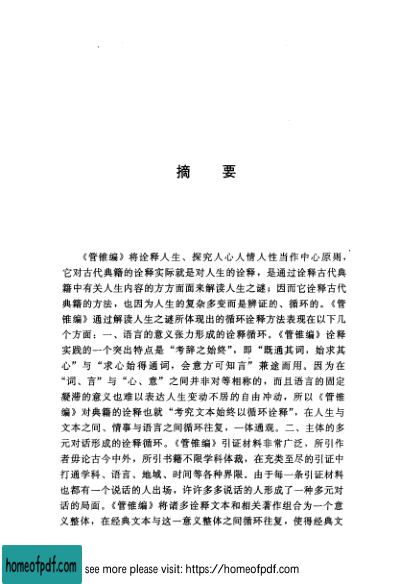 摘 要
《管锥编》将诠释人生、探究人心人情人性当作中心原则,
它对古代典籍的诠释实际就是对人生的诠释，是通过诠释古代典
籍中有关人生内容的方方面面来解读人生之谜；因而它诠释古代
典籍的方法，也因为人生的复杂多变而是辨证的、循环的。《管
锥编》通过解读人生之谜所体现出的循环诠释方法表现在以下几
个方面：一、语言的意义张力形成的诠释循环。《管锥编》诠释
实践的一个突出特点是“考辞之始终”，即“既通其词，始求其
心”与“求心始得通词，会意方可知言”兼途而用。因为在
“词、言”与“心、意”之间并非对等相称的，而且语言的固定
凝滞的意义也难以表达人生变动不居的自由冲动，所以《管锥
编》对典籍的诠释也就“考究文本始终以循环诠释”，在人生与
文本之间、情事与语言之间循环往复，一体通观。二、主体的多
元对话形成的诠释循环。《管锥编》引证材料非常广泛，所引作
者毋论古今中外，所引书籍不限学科体裁，在充类至尽的引证中
打通学科、语言、地域、时间等各种界限。由于每一条引证材料
也都有一个说话的人出场，许许多多说话的人形成了一种多元对
话的局面。《管锥编》将诸多诠释文本和相关著作组合为一个意
义整体，在经典文本与这一意义整体之间循环往复，使得经典文
homeofpdf.com
see more please visit: https://homeofpdf.com